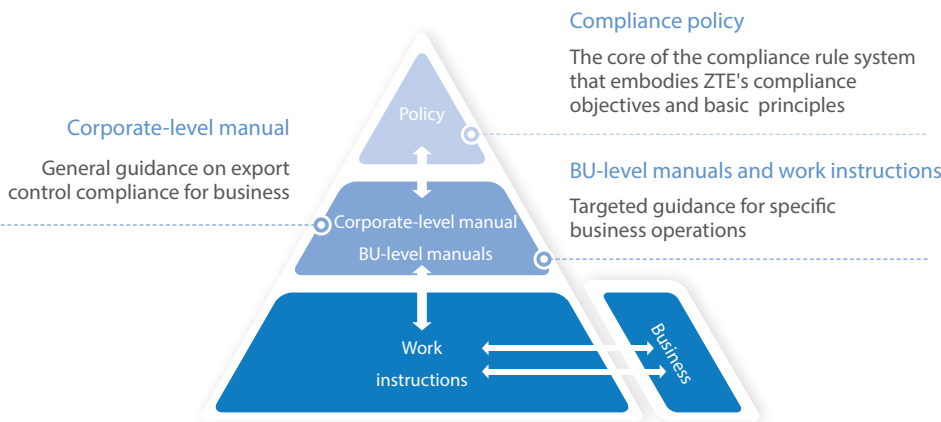 Compliance policy
The core of the compliance rule system
that embodies ZTE's compliance
objectives and basic principles
Policy
Corporate-level manual
General guidance on export
control compliance for business
BU-level manuals and work instructions
Targeted guidance for specific
business operations
Corporate-level manual
BU-level manuals
Work
instructions
Business